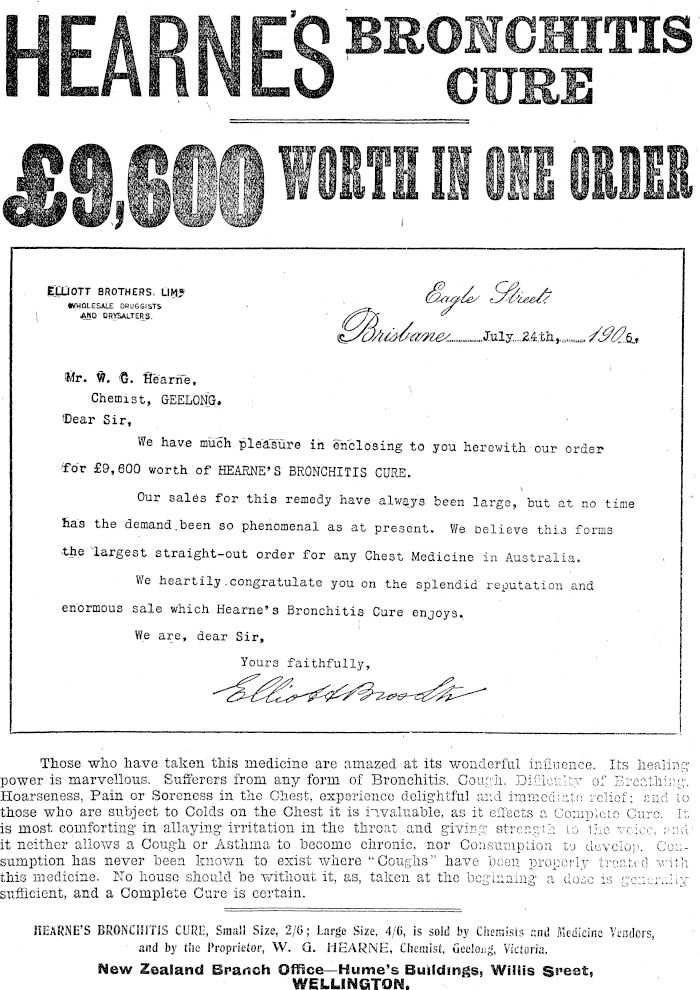 HEARNE'S BRONCHITIS
CURE
£9,600 WORTH IN ONE ORDER
ELLIOTT BROTHERS. LIMD
WHOLESALE DRUGGISTS
AND DRYSALTERS.
Eagle Street
Brisbane July 24th, 1906.
Mr. W. G. Hearne,
Chemist, GEELONG.
Dear Sir,
We have much pleasure in enclosing to you herewith our order
for £9,600 worth of HEARNE'S BRONCHITIS CURE.
Our sales for this remedy have always been large, but at no time
has the demand been so phenomenal as at present. We believe this forms
the largest straight-out order for any Chest Medicine in Australia.
We heartily congratulate you on the splendid reputation and
enormous sale which Hearne's Bronchitis Cure enjoys.
We are, dear Sir,
Yours faithfully,
Elliott Bros Ltd
Those who have taken this medicine are amazed at its wonderful influence. Its healing
power is marvellous. Sufferers from any form of Bronchitis, Cough, Difficulty of Breathing,
Hoarseness, Pain or Soreness in the Chest, experience delightful and immediate relief; and to
those who are subject to Colds on the Chest it is invaluable, as it effects a Complete Cure. It
is most comforting in allaying irritation in the throat and giving strength to the voice, and
it neither allows a Cough or Asthma to become chronic, nor Consumption to develop. Con-
sumption has never been known to exist where "Coughs" have been properly treated with
this medicine. No house should be without it, as, taken at the beginning a dose is generally
sufficient, and a Complete Cure is certain.
HEARNE'S BRONCHITIS CURE, Small Size, 2/6; Large Size, 4/6, is sold by Chemists and Medicine Vendors,
and by the Proprietor, W. G. HEARNE, Chemist, Geelong, Victoria.
New Zealand Branch Office—Hume's Buildings, Willis Sreet,
WELLINGTON.